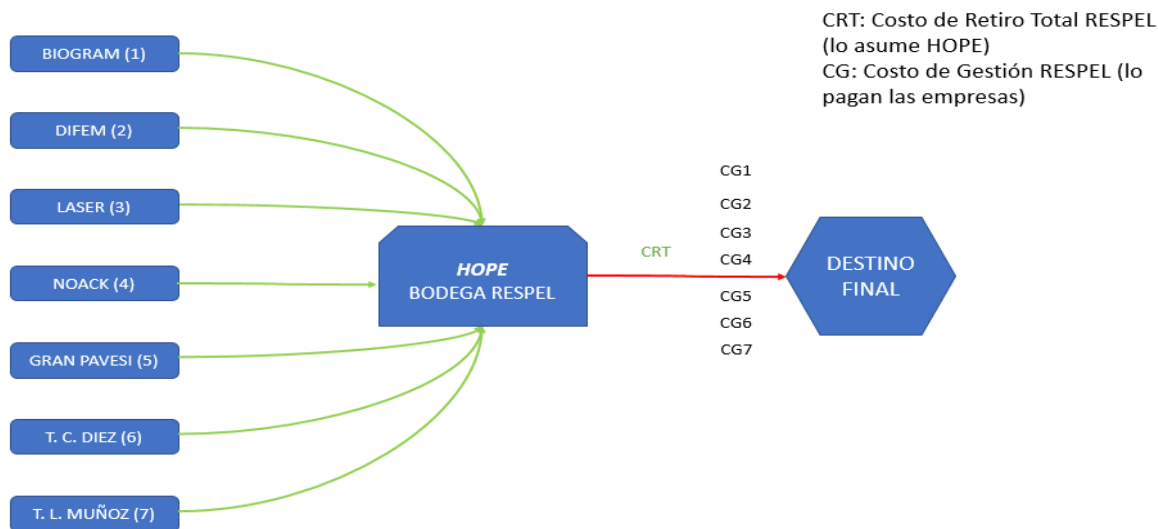 CRT: Costo de Retiro Total RESPEL
(lo asume HOPE)
CG: Costo de Gestión RESPEL (lo
pagan las empresas)
BIOGRAM (1)
DIFEM (2)
LASER (3)
NOACK (4)
GRAN PAVESI (5)
T. C. DIEZ (6)
T. L. MUÑOZ (7)
HOPE
BODEGA RESPEL
CRT
CG1
CG2
CG3
CG4
CG5
CG6
CG7
DESTINO
FINAL